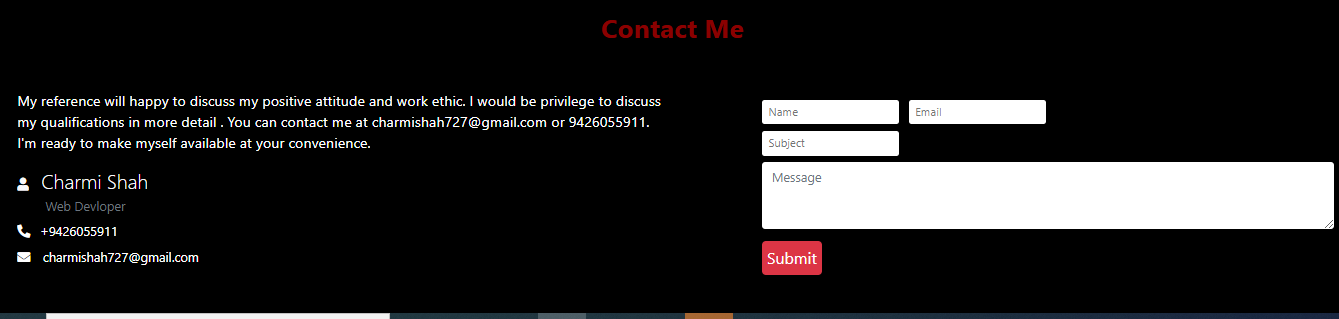 Contact Me
My reference will happy to discuss my positive attitude and work ethic. I would be privilege to discuss
my qualifications in more detail . You can contact me at charmishah727@gmail.com or 9426055911.
I'm ready to make myself available at your convenience.
Charmi Shah
Web Devloper
+9426055911
charmishah727@gmail.com
Name
Email
Subject
Message
Submit